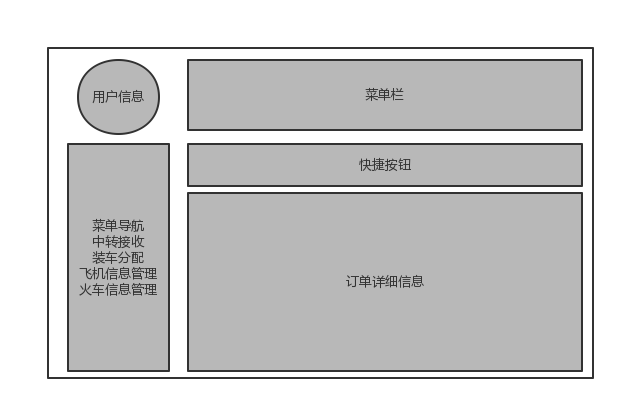 用户信息
菜单栏
快捷按钮
菜单导航
中转接收
装车分配
飞机信息管理
火车信息管理
订单详细信息